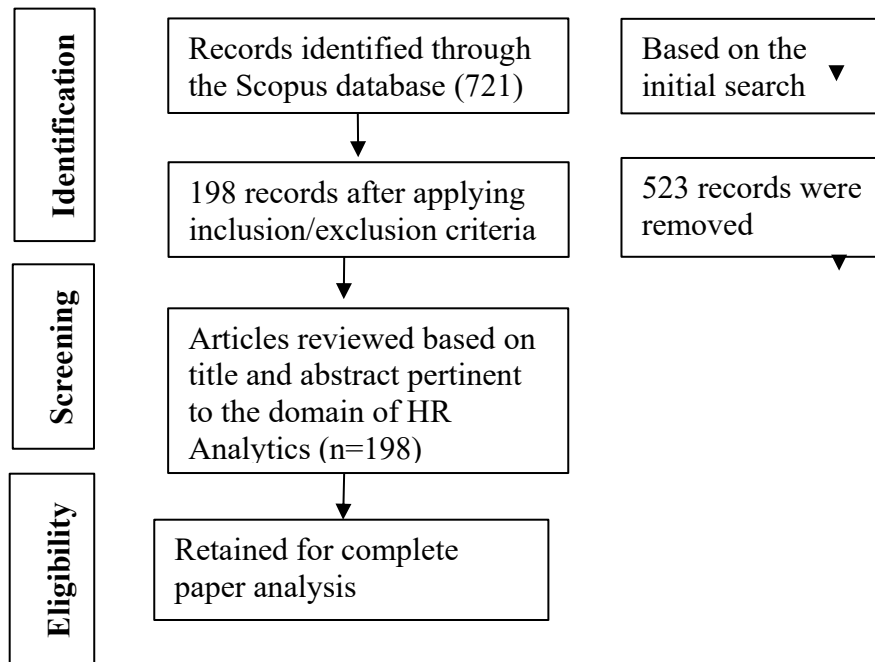 Identification
Records identified through
the Scopus database (721)
Based on the
initial search
198 records after applying
inclusion/exclusion criteria
523 records were
removed
Screening
Articles reviewed based on
title and abstract pertinent
to the domain of HR
Analytics (n=198)
Eligibility
Retained for complete
paper analysis